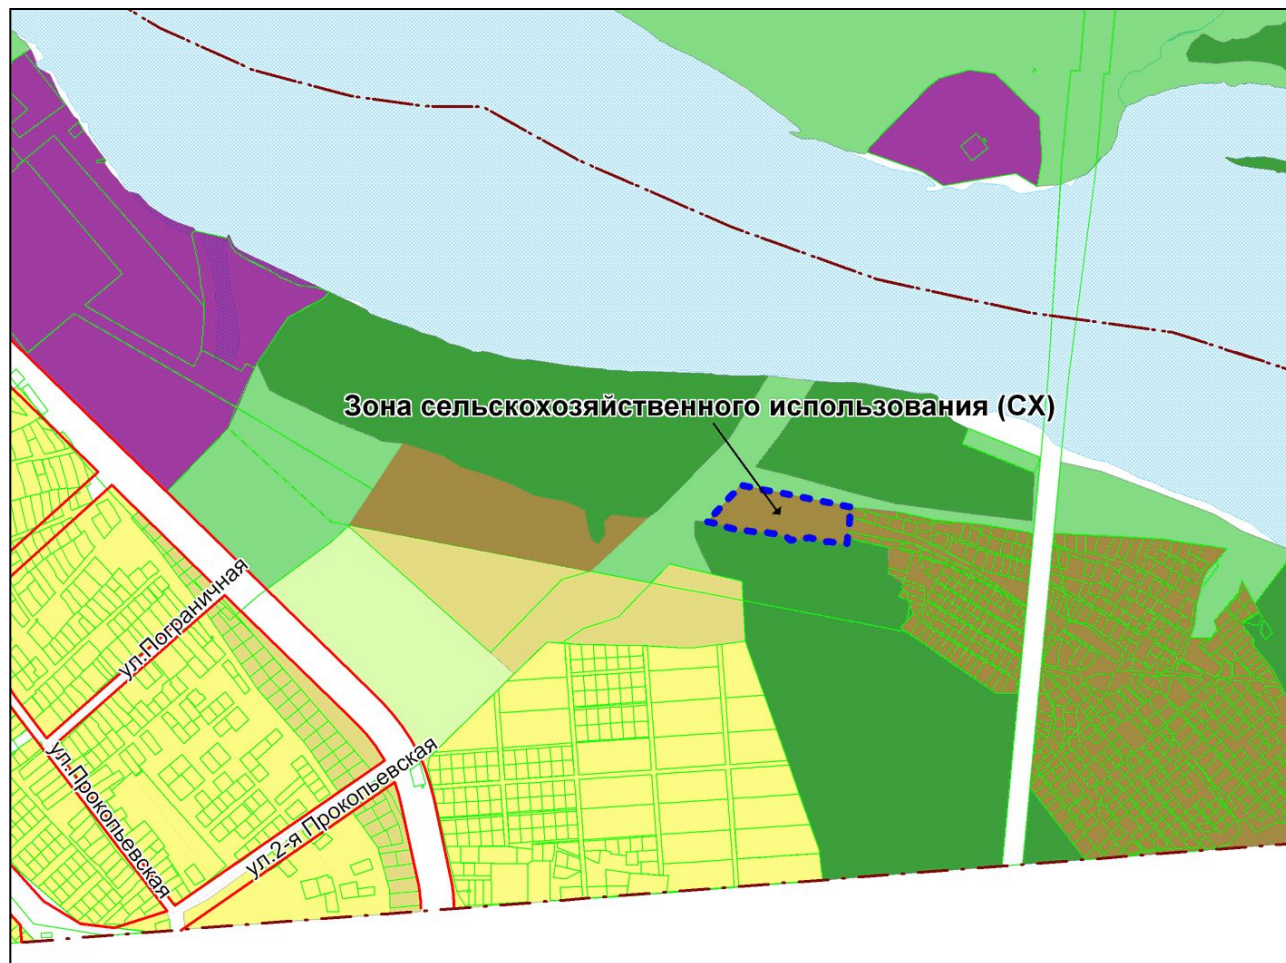 Зона сельскохозяйственного использования (СХ)
ул.Пограничная
ул.Прокопьевская
ул.2-я Прокопьевская